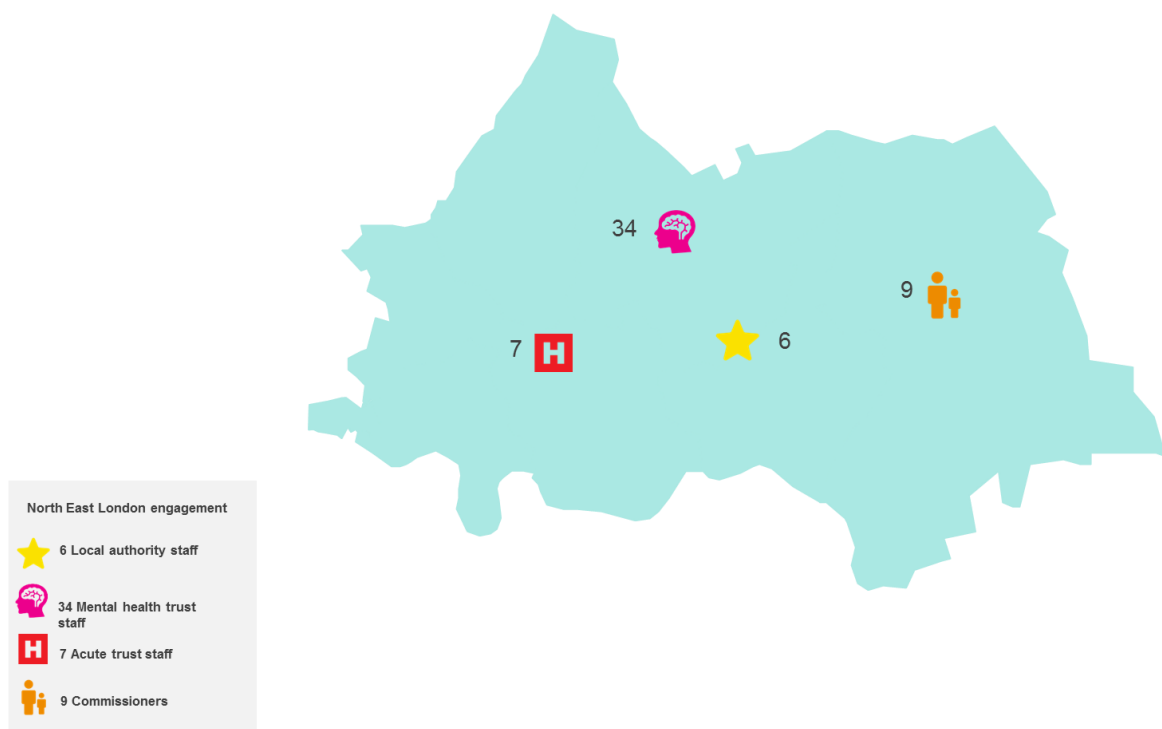 34
9
7
H
6
North East London engagement
6 Local authority staff
34 Mental health trust
staff
H
7 Acute trust staff
9 Commissioners